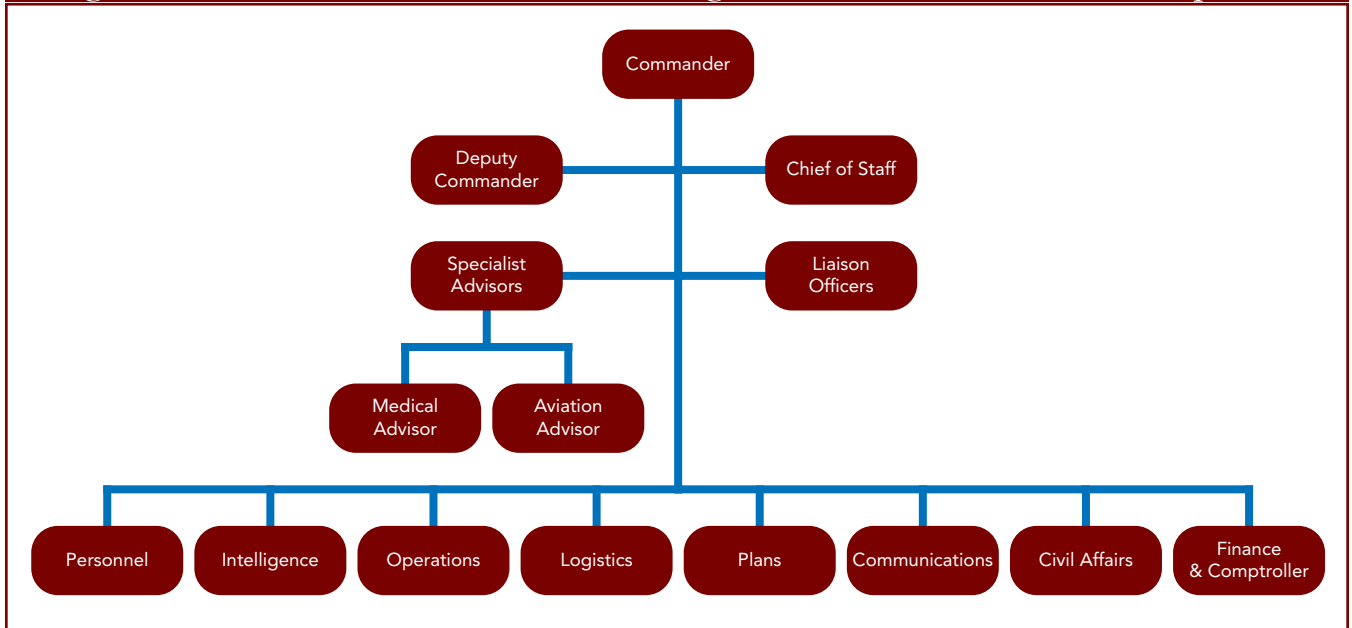 Commander
Deputy
Commander
Chief of Staff
Specialist
Advisors
Liaison
Officers
Medical
Advisor
Aviation
Advisor
Personnel
Intelligence
Operations
Logistics
Plans
Communications
Civil Affairs
Finance
& Comptroller